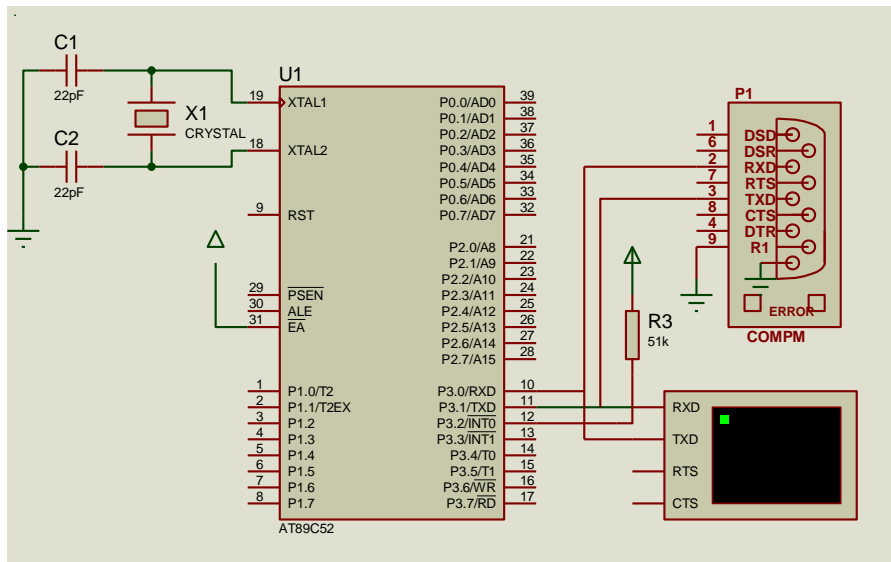 .
C1
22pF
X1
CRYSTAL
C2
22pF
U1
19 XTAL1
18 XTAL2
9 RST
29 PSEN
30 ALE
31 EA
1 P1.0/T2
2 P1.1/T2EX
3 P1.2
4 P1.3
5 P1.4
6 P1.5
7 P1.6
8 P1.7
P0.0/AD0 39
P0.1/AD1 38
P0.2/AD2 37
P0.3/AD3 36
P0.4/AD4 35
P0.5/AD5 34
P0.6/AD6 33
P0.7/AD7 32
P2.0/A8 21
P2.1/A9 22
P2.2/A10 23
P2.3/A11 24
P2.4/A12 25
P2.5/A13 26
P2.6/A14 27
P2.7/A15 28
P3.0/RXD 10
P3.1/TXD 11
P3.2/INT0 12
P3.3/INT1 13
P3.4/T0 14
P3.5/T1 15
P3.6/WR 16
P3.7/RD 17
AT89C52
R3
51k
P1
1 DSD
6 DSR
2 RXD
7 RTS
3 TXD
8 CTS
4 DTR
9 R1
ERROR
COMPM
RXD
TXD
RTS
CTS